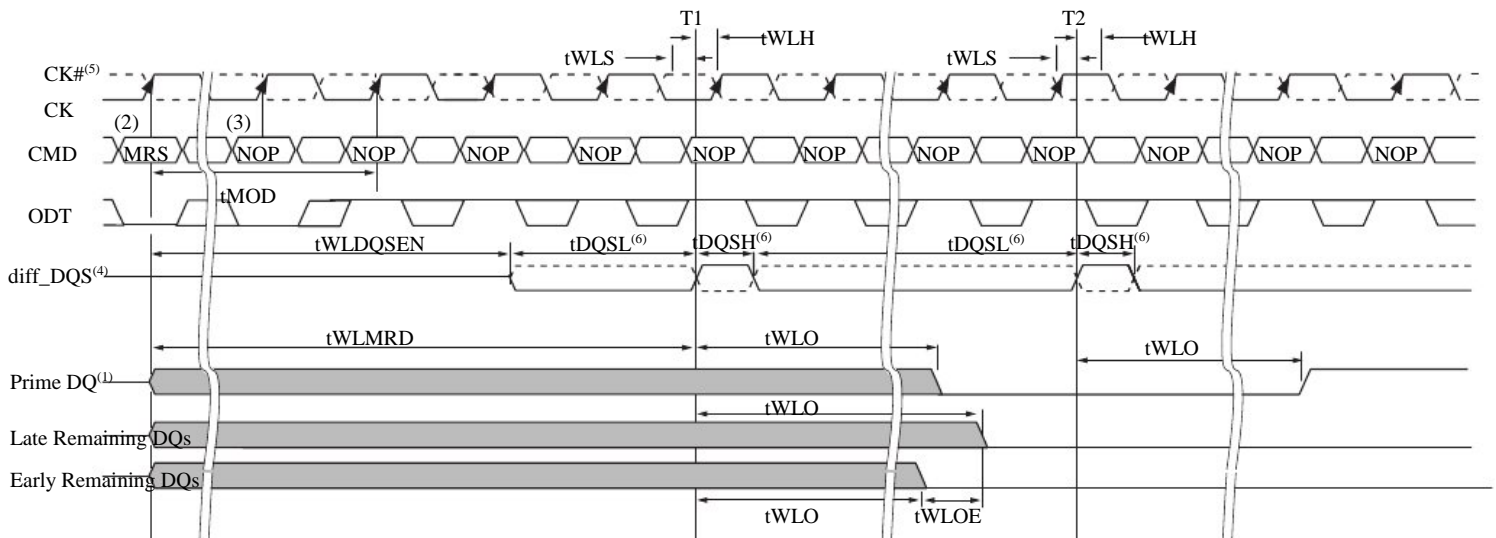 T1 T2
tWLH tWLH
tWLS tWLS
CK#(5)
CK
(2) (3)
CMD MRS NOP NOP NOP NOP NOP NOP NOP NOP NOP NOP NOP
tMOD
ODT
tWLDQSEN tDQSL(6) tDQSH(6) tDQSL(6) tDQSH(6)
diff_DQS(4)
tWLMRD tWLO tWLO
Prime DQ(1)
tWLO
Late Remaining DQs
Early Remaining DQs
tWLO tWLOE